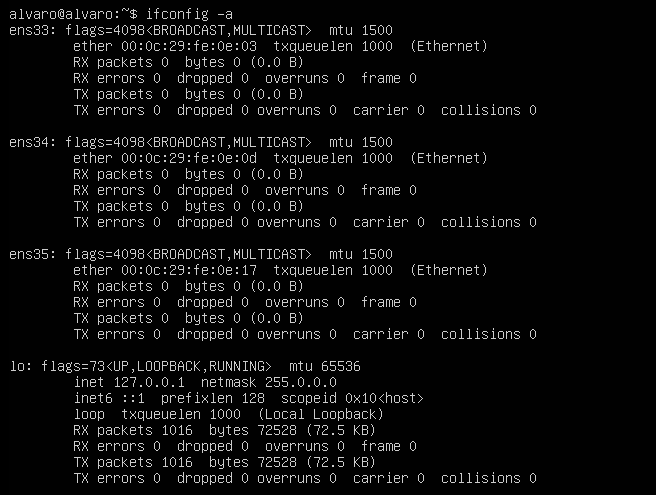 alvaro@alvaro:~$ ifconfig -a
ens33: flags=4098<BROADCAST,MULTICAST>  mtu 1500
        ether 00:0c:29:fe:0e:03  txqueuelen 1000  (Ethernet)
        RX packets 0  bytes 0 (0.0 B)
        RX errors 0  dropped 0  overruns 0  frame 0
        TX packets 0  bytes 0 (0.0 B)
        TX errors 0  dropped 0 overruns 0  carrier 0  collisions 0

ens34: flags=4098<BROADCAST,MULTICAST>  mtu 1500
        ether 00:0c:29:fe:0e:0d  txqueuelen 1000  (Ethernet)
        RX packets 0  bytes 0 (0.0 B)
        RX errors 0  dropped 0  overruns 0  frame 0
        TX packets 0  bytes 0 (0.0 B)
        TX errors 0  dropped 0 overruns 0  carrier 0  collisions 0

ens35: flags=4098<BROADCAST,MULTICAST>  mtu 1500
        ether 00:0c:29:fe:0e:17  txqueuelen 1000  (Ethernet)
        RX packets 0  bytes 0 (0.0 B)
        RX errors 0  dropped 0  overruns 0  frame 0
        TX packets 0  bytes 0 (0.0 B)
        TX errors 0  dropped 0 overruns 0  carrier 0  collisions 0

lo: flags=73<UP,LOOPBACK,RUNNING>  mtu 65536
        inet 127.0.0.1  netmask 255.0.0.0
        inet6 ::1  prefixlen 128  scopeid 0x10<host>
        loop  txqueuelen 1000  (Local Loopback)
        RX packets 1016  bytes 72528 (72.5 KB)
        RX errors 0  dropped 0  overruns 0  frame 0
        TX packets 1016  bytes 72528 (72.5 KB)
        TX errors 0  dropped 0 overruns 0  carrier 0  collisions 0